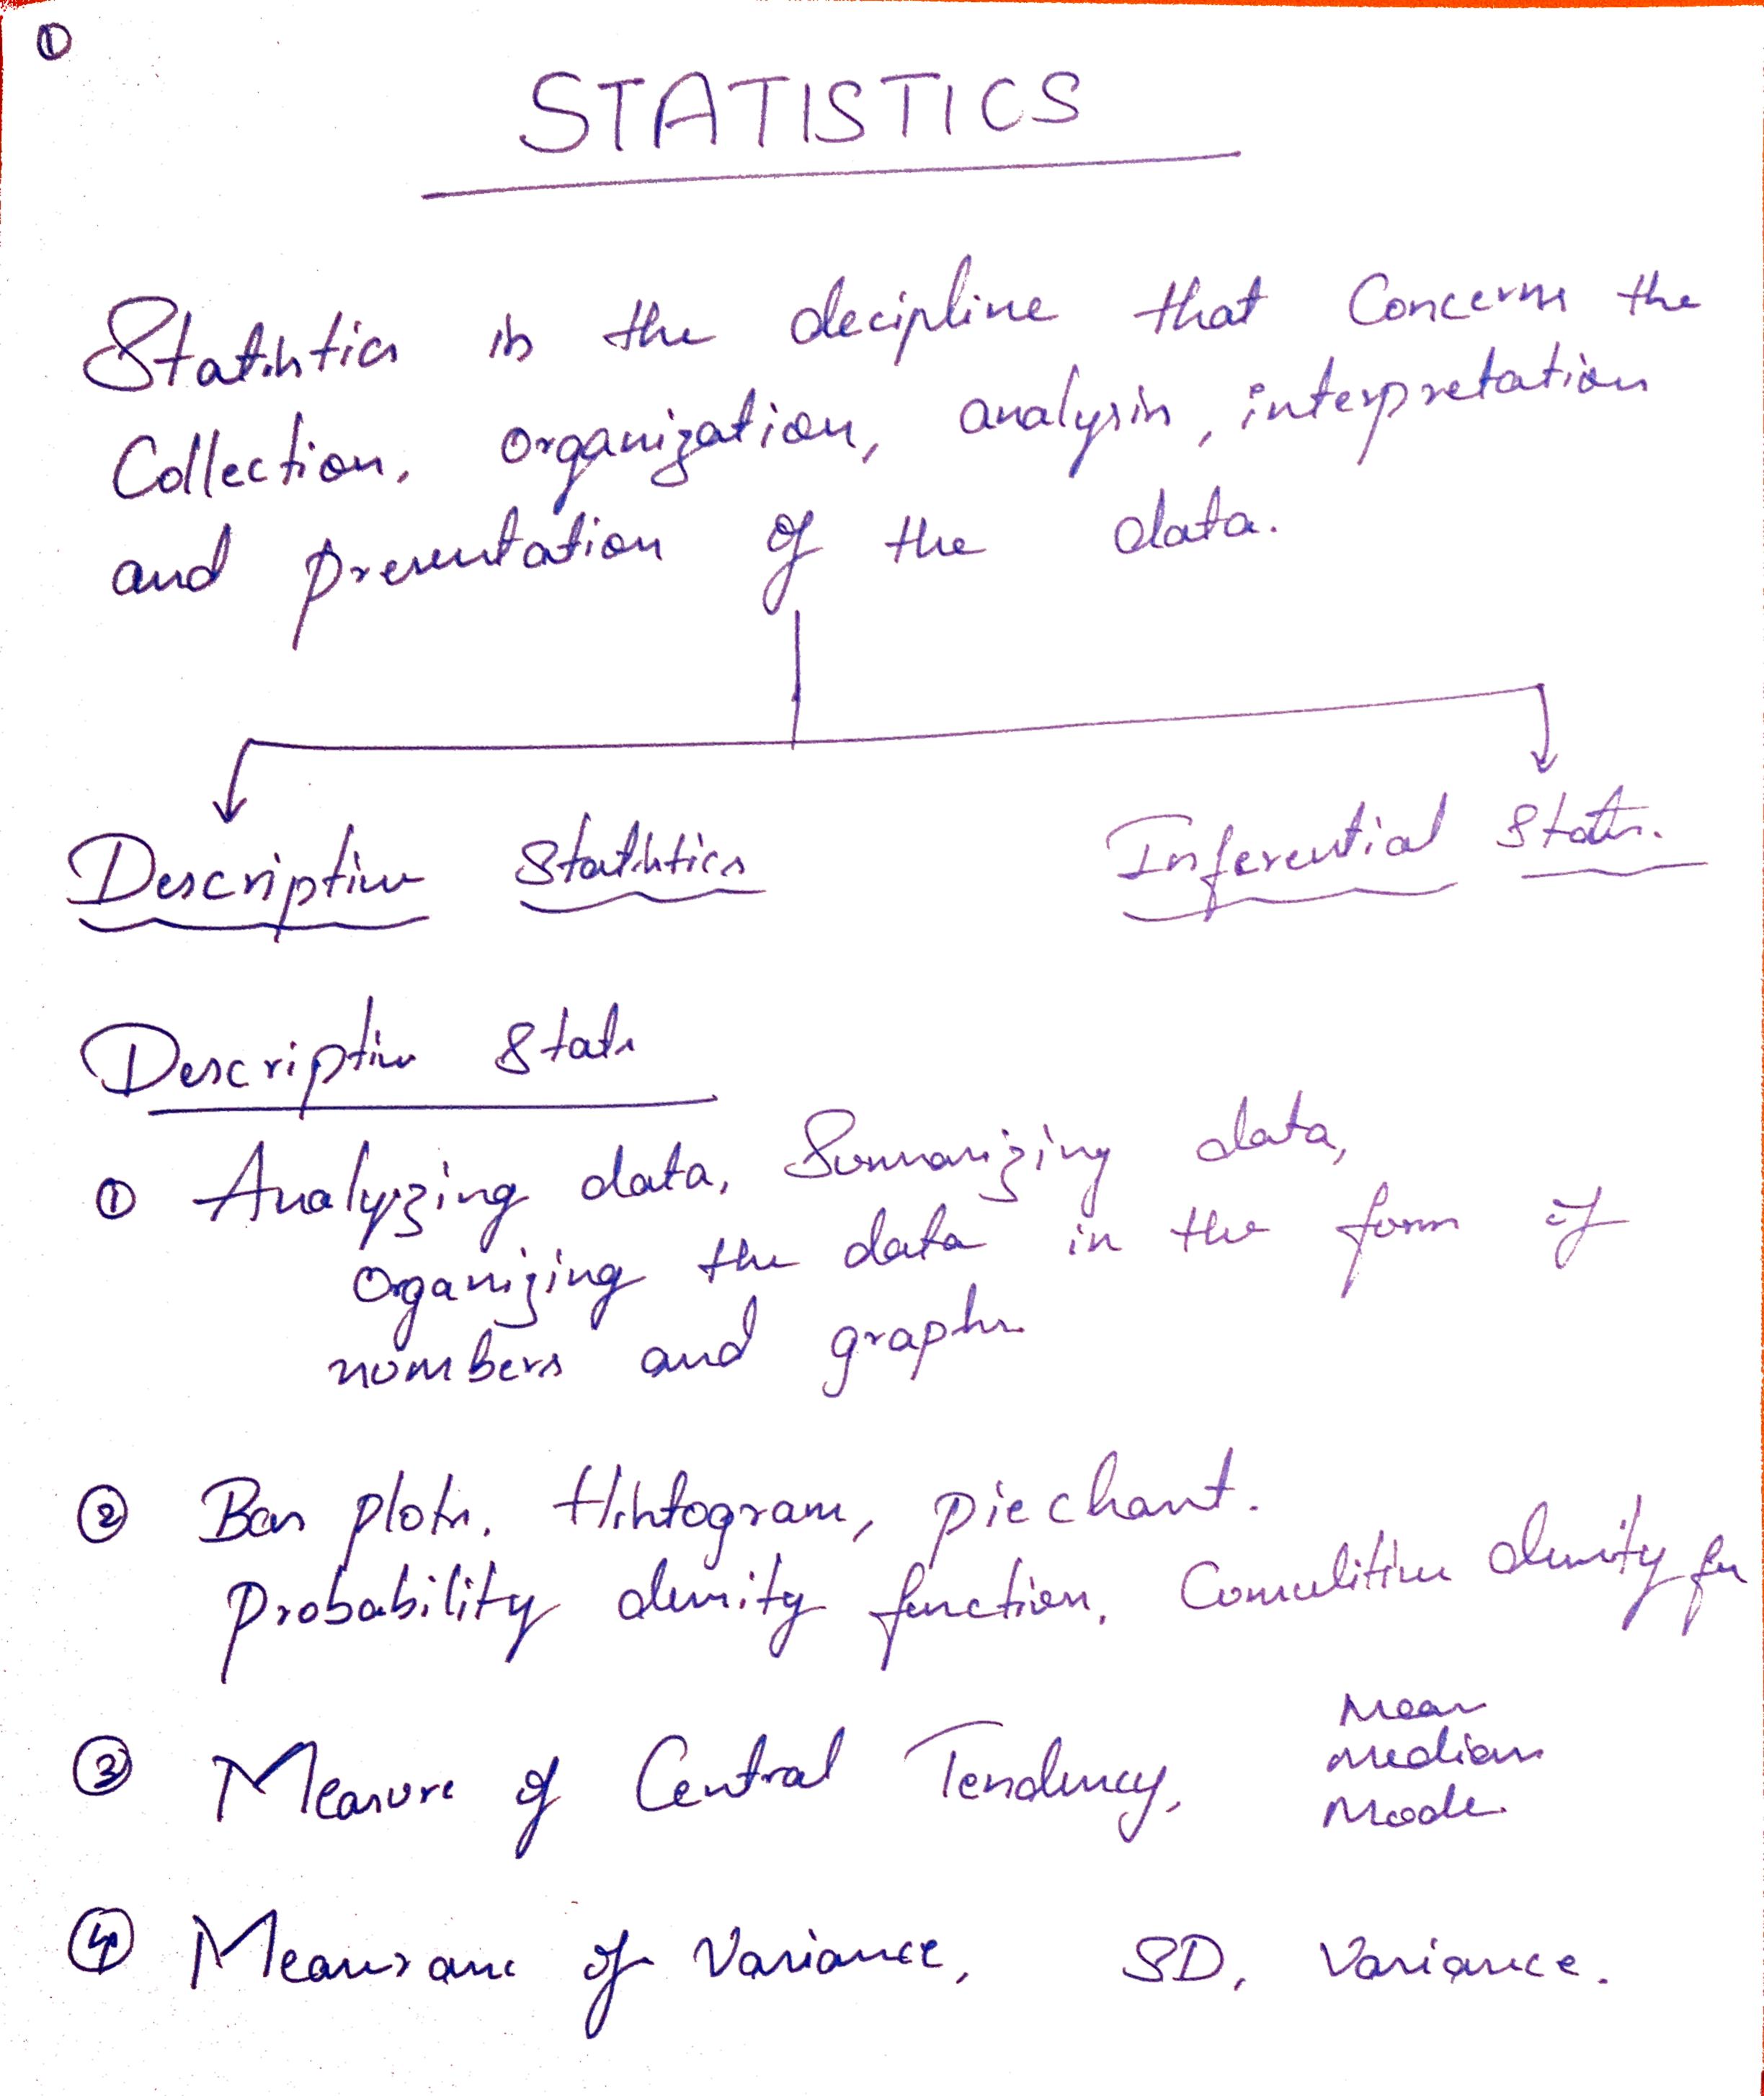 ①
STATISTICS
Statistics is the decipline that Concerns the
Collection, organization, analysis, interpretation
and presentation of the data.
Descriptive Statistics Inferential Stats.
Descriptive Stats
① Analyzing data, Summarizing data,
Organizing the data in the form of
numbers and graphs
② Bar plots, Histogram, pie chart.
Probability density function, Comulitive density fn
Mean
③ Measure of Central Tendency, Median
Mode.
④ of Variance, SD, Variance.